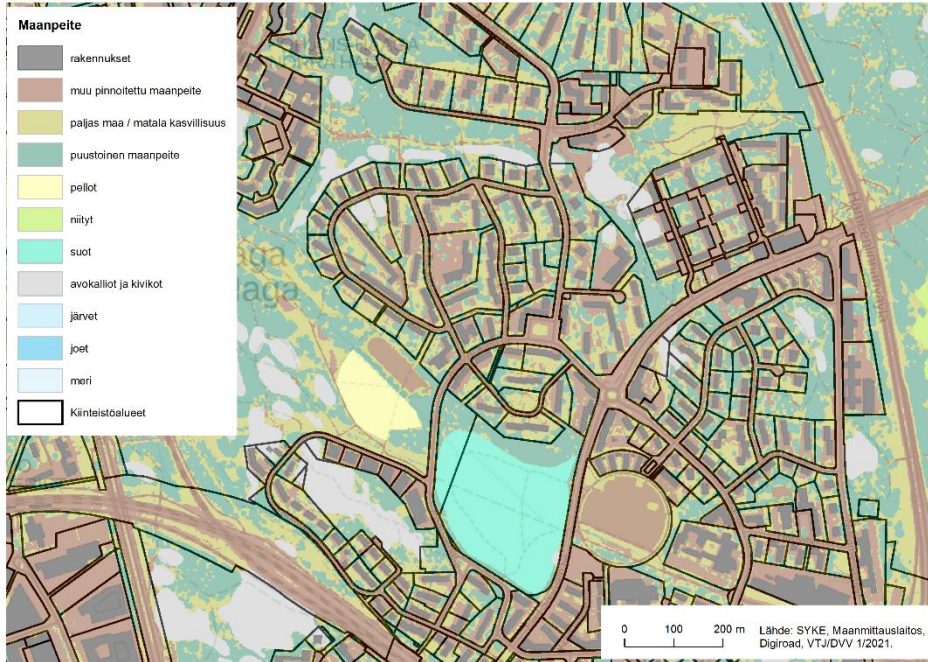 Maanpeite
rakennukset
muu pinnoitettu maanpeite
paljas maa / matala kasvillisuus
puustoinen maanpeite
pellot
niityt
suot
avokalliot ja kivikot
järvet
joet
meri
Kiinteistöalueet
Hämeenlinnanväylä
0 100 200 m
Lähde: SYKE, Maanmittauslaitos,
Digiroad, VTJ/DVV 1/2021.